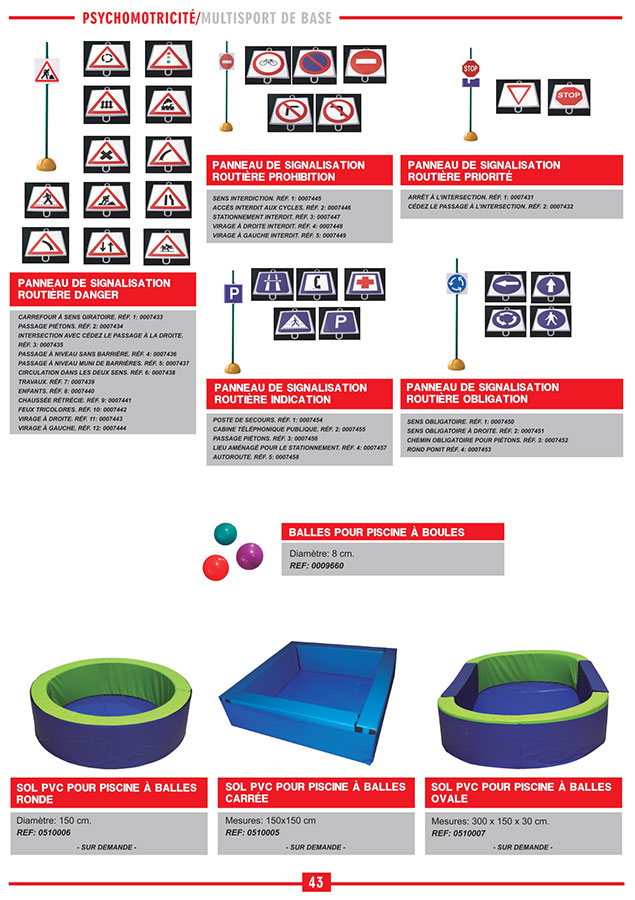 PSYCHOMOTRICITÉ/MULTISPORT DE BASE
PANNEAU DE SIGNALISATION
ROUTIÈRE DANGER
CARREFOUR À SENS GIRATOIRE. RÉF. 1: 0007433
PASSAGE PIÉTONS. RÉF. 2: 0007434
INTERSECTION AVEC CÉDEZ LE PASSAGE À LA DROITE.
RÉF. 3: 0007435
PASSAGE À NIVEAU SANS BARRIÈRE. RÉF. 4: 0007436
PASSAGE À NIVEAU MUNI DE BARRIÉRES. RÉF. 5: 0007437
CIRCULATION DANS LES DEUX SENS. RÉF. 6: 0007438
TRAVAUX. RÉF. 7: 0007439
ENFANTS. RÉF. 8: 0007440
CHAUSSÉE RÉTRÉCIE. RÉF. 9: 0007441
FEUX TRICOLORES. RÉF. 10: 0007442
VIRAGE À DROITE. RÉF. 11: 0007443
VIRAGE À GAUCHE. RÉF. 12: 0007444
PANNEAU DE SIGNALISATION
ROUTIÈRE PROHIBITION
SENS INTERDICTION. RÉF. 1: 0007445
ACCÈS INTERDIT AUX CYCLES. RÉF. 2: 0007446
STATIONNEMENT INTERDIT. RÉF. 3: 0007447
VIRAGE À DROITE INTERDIT. RÉF. 4: 0007448
VIRAGE À GAUCHE INTERDIT. RÉF. 5: 0007449
STOP
STOP
PANNEAU DE SIGNALISATION
ROUTIÈRE PRIORITÉ
ARRÊT À L'INTERSECTION. RÉF. 1: 0007431
CÉDEZ LE PASSAGE À L'INTERSECTION. RÉF. 2: 0007432
P
P
PANNEAU DE SIGNALISATION
ROUTIÈRE INDICATION
POSTE DE SECOURS. RÉF. 1: 0007454
CABINE TÉLÉPHONIQUE PUBLIQUE. RÉF. 2: 0007455
PASSAGE PIÉTONS. RÉF. 3: 0007456
LIEU AMÉNAGÉ POUR LE STATIONNEMENT. RÉF. 4: 0007457
AUTOROUTE. RÉF. 5: 0007458
PANNEAU DE SIGNALISATION
ROUTIÈRE OBLIGATION
SENS OBLIGATOIRE. RÉF. 1: 0007450
SENS OBLIGATOIRE À DROITE. RÉF. 2: 0007451
CHEMIN OBLIGATOIRE POUR PIÉTONS. RÉF. 3: 0007452
ROND PONIT RÉF. 4: 0007453
BALLES POUR PISCINE À BOULES
Diamètre: 8 cm.
REF: 0009660
SOL PVC POUR PISCINE À BALLES
RONDE
Diamètre: 150 cm.
REF: 0510006
- SUR DEMANDE -
SOL PVC POUR PISCINE À BALLES
CARRÉE
Mesures: 150x150 cm
REF: 0510005
- SUR DEMANDE -
SOL PVC POUR PISCINE À BALLES
OVALE
Mesures: 300 x 150 x 30 cm.
REF: 0510007
- SUR DEMANDE -
43